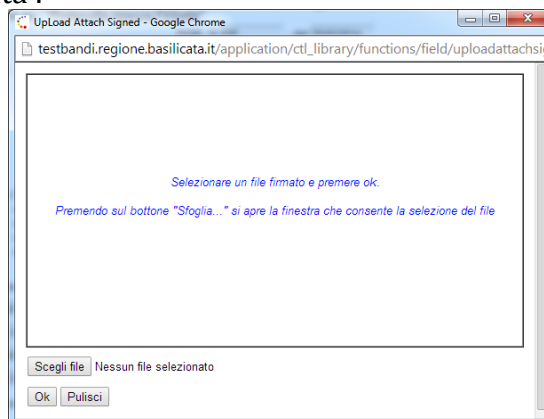 UpLoad Attach Signed - Google Chrome
testbandi.regione.basilicata.it/application/ctl_library/functions/field/uploadattachsi
Selezionare un file firmato e premere ok.
Premendo sul bottone "Sfoglia..." si apre la finestra che consente la selezione del file
Scegli file Nessun file selezionato
Ok Pulisci